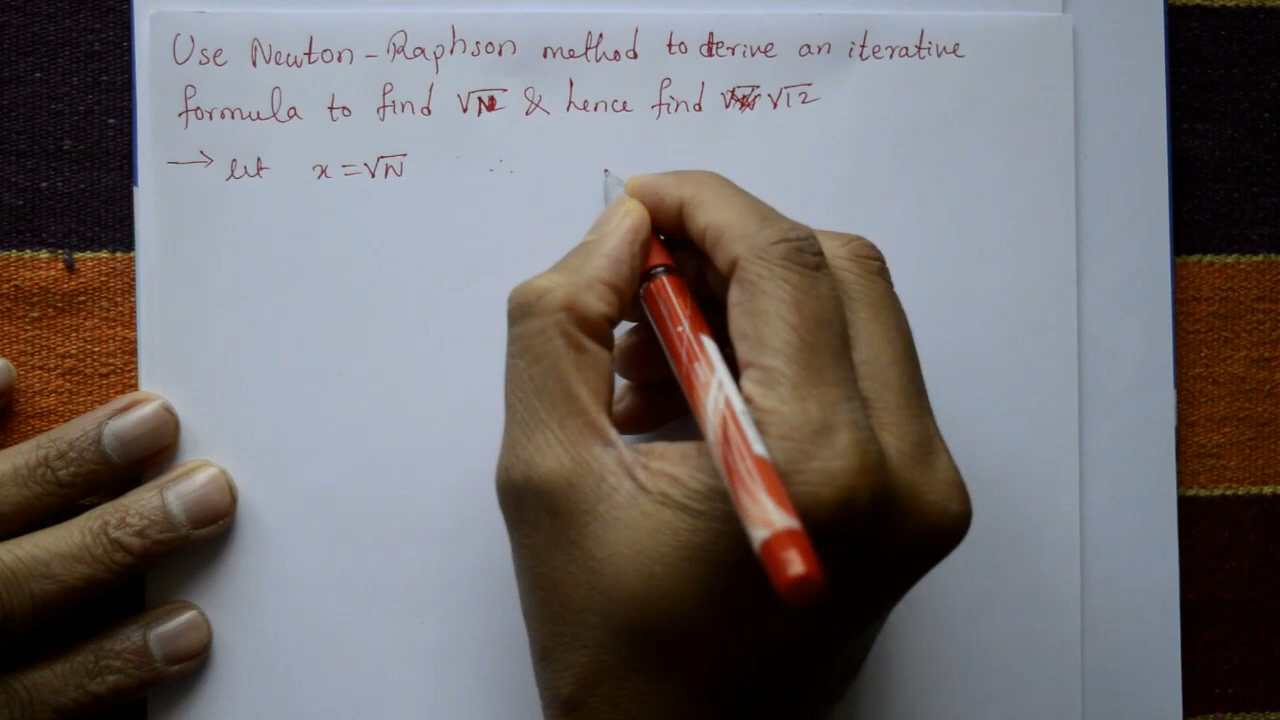 Use Newton-Raphson method to derive an iterative
formula to find √N & hence find √12
→ let x = √N ∴